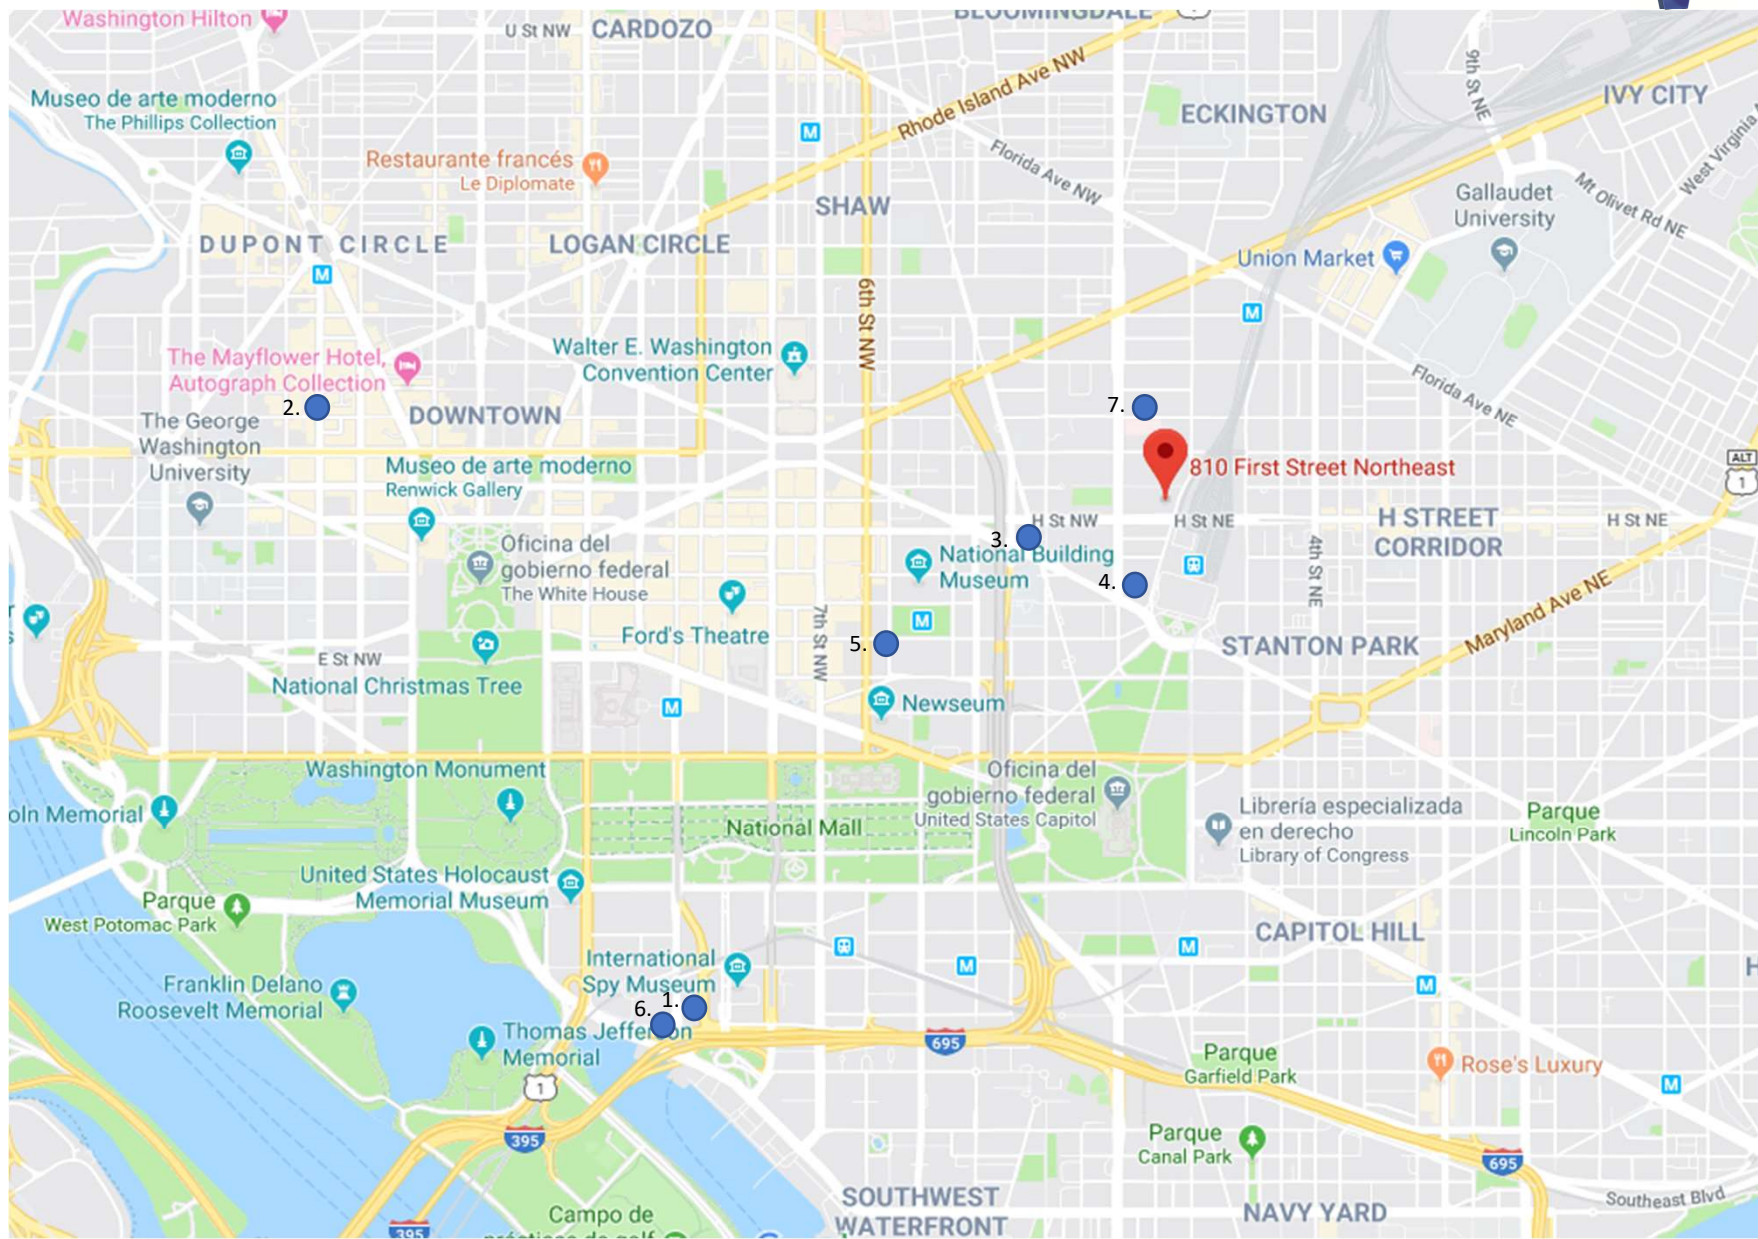 Washington Hilton
U St NW
CARDOZO
BLOOMINGDALE
Rhode Island Ave NW
9th St NE
IVY CITY
Museo de arte moderno
The Phillips Collection
M
ECKINGTON
West Virginia
Restaurante francés
Le Diplomate
Florida Ave NW
SHAW
Gallaudet
University
Mt Olivet Rd NE
DUPONT CIRCLE
LOGAN CIRCLE
M
Union Market
M
6th St NW
The Mayflower Hotel,
Autograph Collection
Walter E. Washington
Convention Center
Florida Ave NE
2.
7.
DOWNTOWN
The George
Washington
University
Museo de arte moderno
Renwick Gallery
810 First Street Northeast
ALT
1
H St NW
H St NE
H STREET
CORRIDOR
H St NE
3.
Oficina del
gobierno federal
The White House
National Building
Museum
4.
4th St NE
Maryland Ave NE
Ford's Theatre
7th St NW
M
5.
STANTON PARK
E St NW
National Christmas Tree
M
Newseum
Washington Monument
Oficina del
gobierno federal
United States Capitol
oln Memorial
National Mall
Librería especializada
en derecho
Library of Congress
Parque
Lincoln Park
United States Holocaust
Memorial Museum
Parque
West Potomac Park
CAPITOL HILL
M
M
M
International
Spy Museum
Franklin Delano
Roosevelt Memorial
1.
6.
Thomas Jefferson
Memorial
695
1
Parque
Garfield Park
Rose's Luxury
M
395
Parque
Canal Park
695
SOUTHWEST
WATERFRONT
NAVY YARD
Southeast Blvd
Campo de
prácticas de golf
395